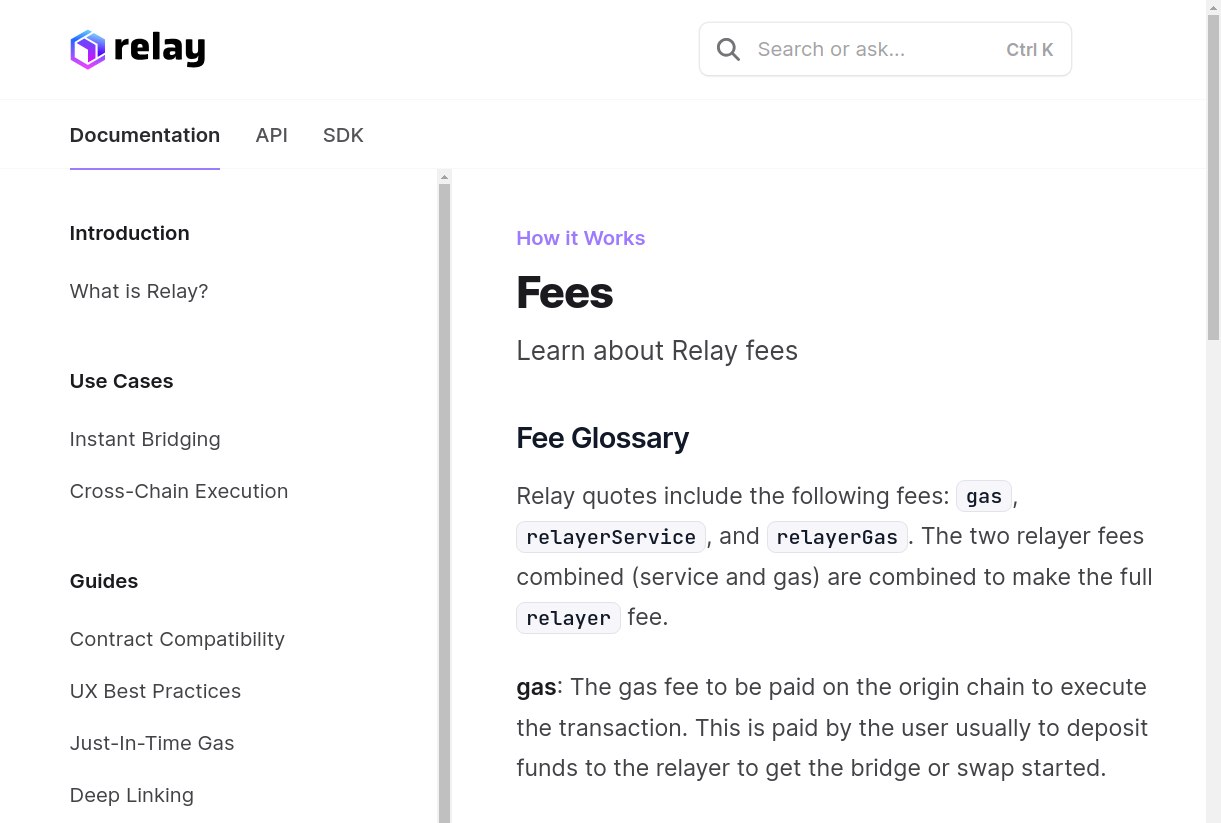 relay
Search or ask...
Ctrl K
Documentation
API
SDK
Introduction
What is Relay?
Use Cases
Instant Bridging
Cross-Chain Execution
Guides
Contract Compatibility
UX Best Practices
Just-In-Time Gas
Deep Linking
How it Works
Fees
Learn about Relay fees
Fee Glossary
Relay quotes include the following fees: gas,
relayerService, and relayerGas. The two relayer fees
combined (service and gas) are combined to make the full
relayer fee.
gas: The gas fee to be paid on the origin chain to execute
the transaction. This is paid by the user usually to deposit
funds to the relayer to get the bridge or swap started.